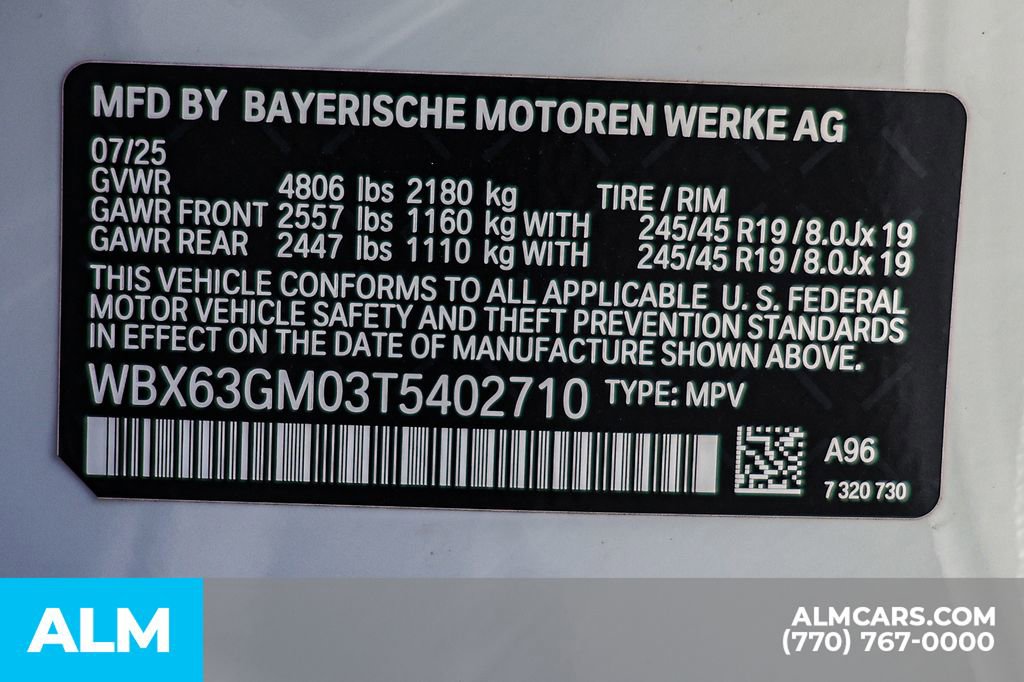 MFD BY BAYERISCHE MOTOREN WERKE AG
07/25
GVWR 4806 lbs 2180 kg TIRE / RIM
GAWR FRONT 2557 lbs 1160 kg WITH 245/45 R19 / 8.0Jx 19
GAWR REAR 2447 lbs 1110 kg WITH 245/45 R19 / 8.0Jx 19
THIS VEHICLE CONFORMS TO ALL APPLICABLE U. S. FEDERAL
MOTOR VEHICLE SAFETY AND THEFT PREVENTION STANDARDS
IN EFFECT ON THE DATE OF MANUFACTURE SHOWN ABOVE.
WBX63GM03T5402710 TYPE: MPV
A96
7 320 730
ALM
ALMCARS.COM
(770) 767-0000